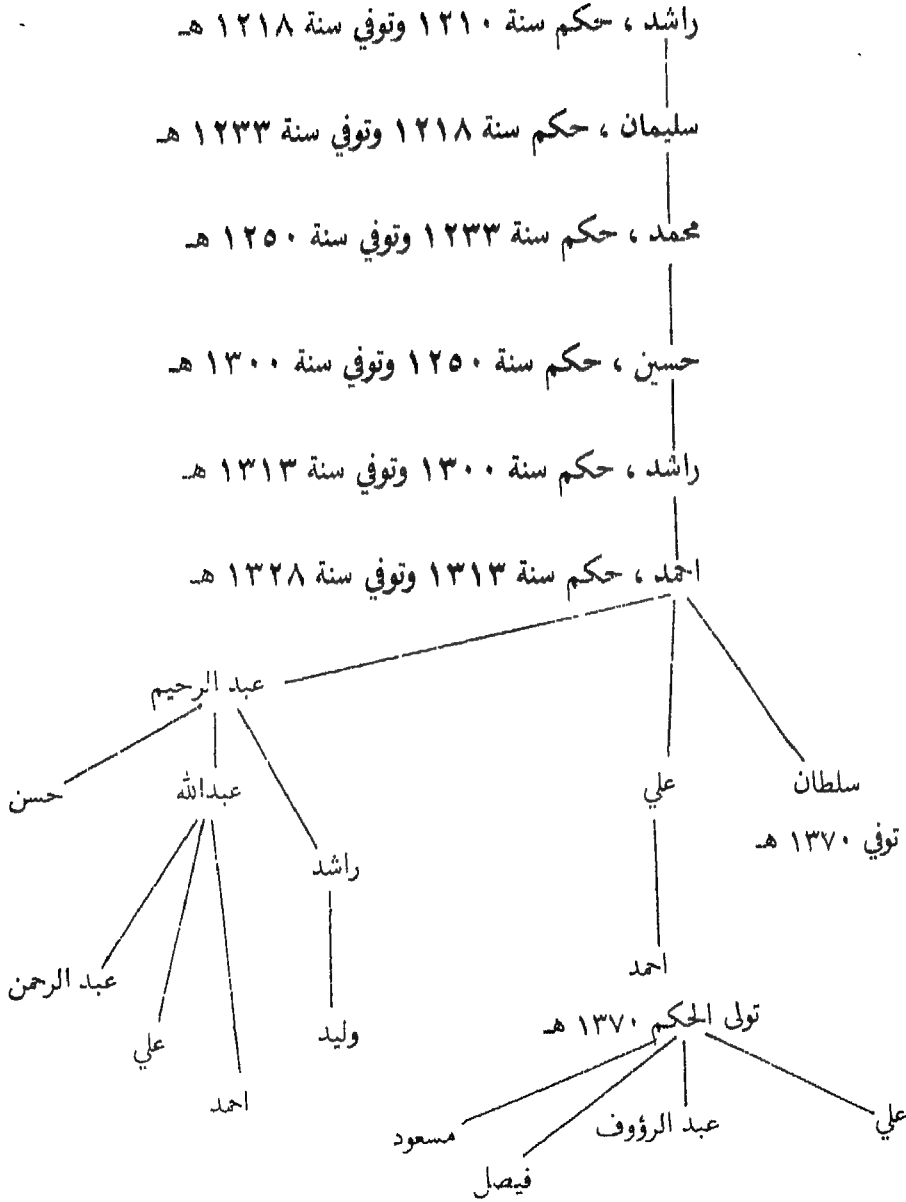 راشد ، حكم سنة ١٢١٠ وتوفي سنة ١٢١٨ هـ
سليمان ، حكم سنة ١٢١٨ وتوفي سنة ١٢٣٣ هـ
محمد ، حكم سنة ١٢٣٣ وتوفي سنة ١٢٥٠ هـ
حسين ، حكم سنة ١٢٥٠ وتوفي سنة ١٣٠٠ هـ
راشد ، حكم سنة ١٣٠٠ وتوفي سنة ١٣١٣ هـ
احمد ، حكم سنة ١٣١٣ وتوفي سنة ١٣٢٨ هـ
عبد الرحيم
سلطان
توفي ١٣٧٠ هـ
علي
عبدالله
حسن
راشد
احمد
تولى الحكم ١٣٧٠ هـ
وليد
عبد الرحمن
علي
احمد
علي
عبد الرؤوف
فيصل
مسعود